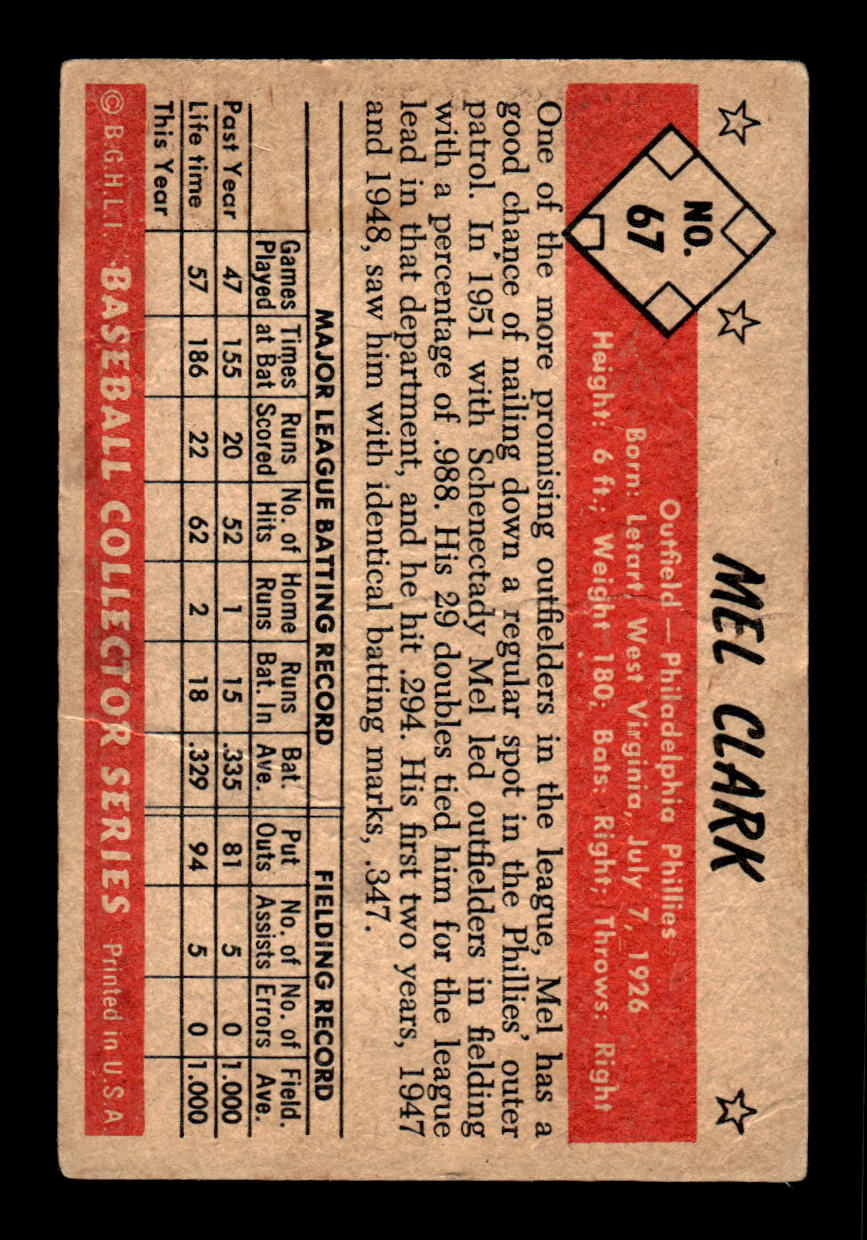 MEL CLARK
NO.
67
Outfield — Philadelphia Phillies
Born: Letart West Virginia, July 7, 1926
Height: 6 ft.; Weight 180; Bats: Right; Throws: Right
One of the more promising outfielders in the league, Mel has a
good chance of nailing down a regular spot in the Phillies' outer
patrol. In 1951 with Schenectady Mel led outfielders in fielding
with a percentage of .988. His 29 doubles tied him for the league
lead in that department, and he hit .294. His first two years, 1947
and 1948, saw him with identical batting marks, .347.
MAJOR LEAGUE BATTING RECORD FIELDING RECORD
Games Times Runs No. of Home Runs Bat. Put No. of No. of Field.
Played at Bat Scored Hits Runs Bat. In Ave. Outs Assists Errors Ave.
Past Year 47 155 20 52 1 15 .335 81 5 0 1.000
Life time 57 186 22 62 2 18 .329 94 5 0 1.000
This Year
© B.G.H.L.I. BASEBALL COLLECTOR SERIES Printed in U.S.A.